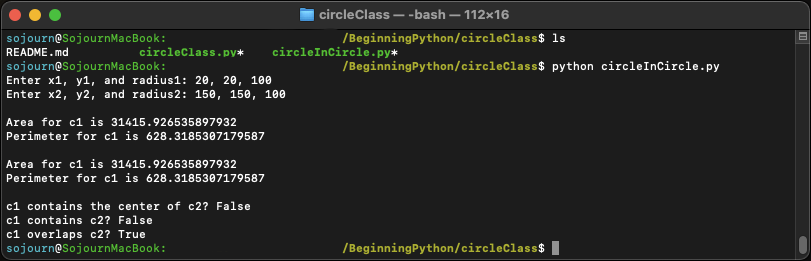 circleClass — -bash — 112×16
sojourn@SojournMacBook: /BeginningPython/circleClass$ ls
README.md circleClass.py* circleInCircle.py*
sojourn@SojournMacBook: /BeginningPython/circleClass$ python circleInCircle.py
Enter x1, y1, and radius1: 20, 20, 100
Enter x2, y2, and radius2: 150, 150, 100
Area for c1 is 31415.926535897932
Perimeter for c1 is 628.3185307179587
Area for c1 is 31415.926535897932
Perimeter for c1 is 628.3185307179587
c1 contains the center of c2? False
c1 contains c2? False
c1 overlaps c2? True
sojourn@SojournMacBook: /BeginningPython/circleClass$